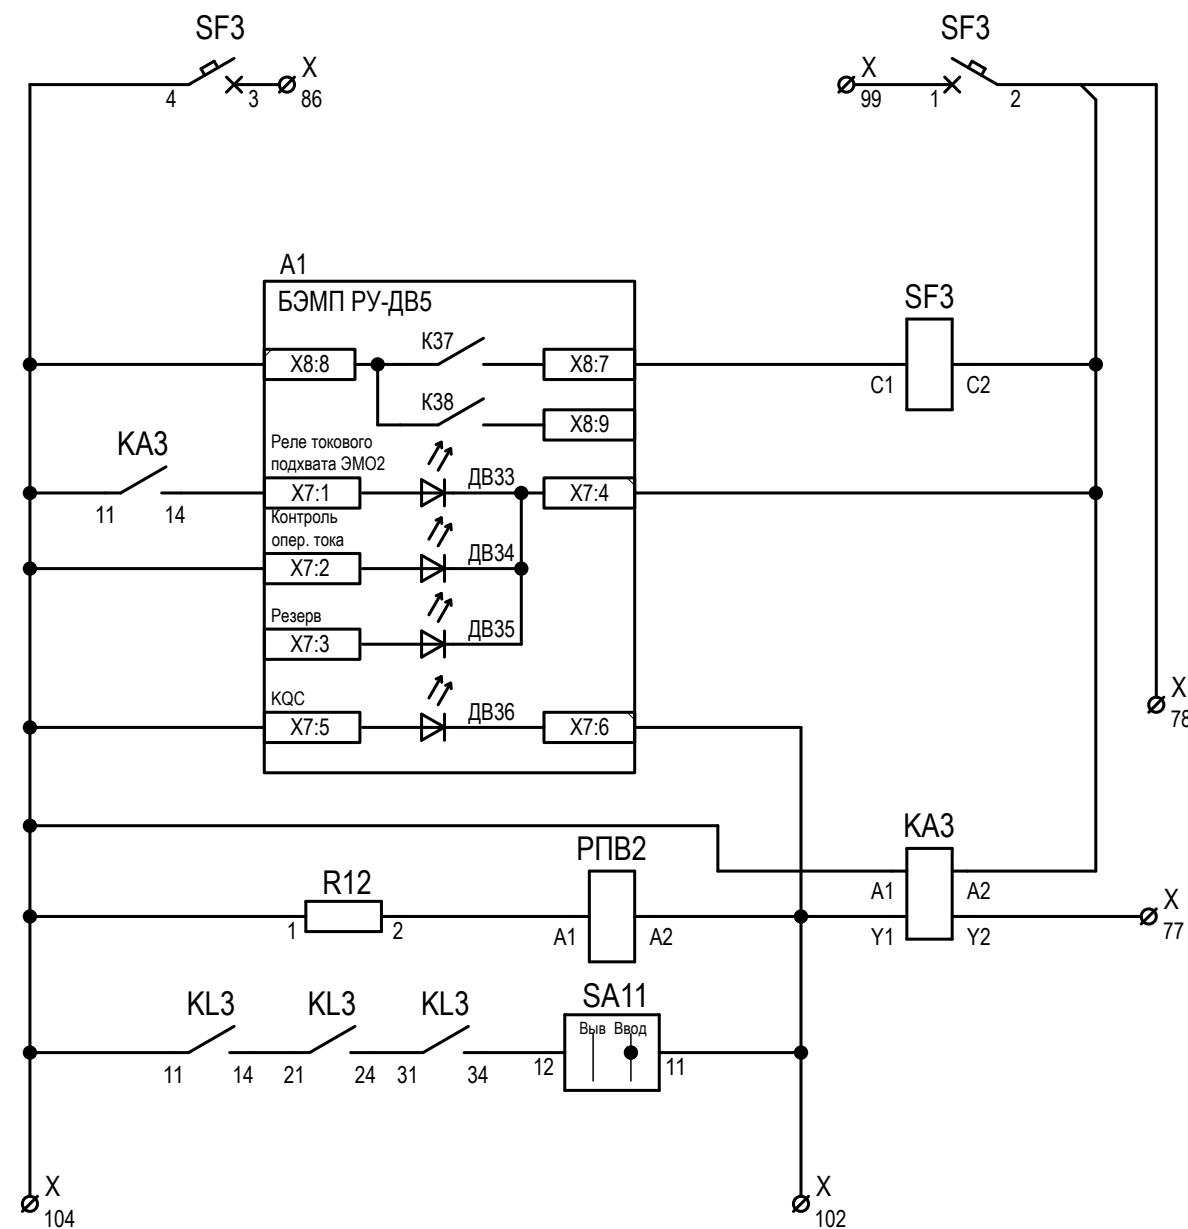 SF3
SF3
X
X
4
3
86
99
1
2
A1
БЭМП РУ-ДВ5
SF3
K37
X8:8
X8:7
C1
C2
K38
X8:9
KA3
Реле токового
подхвата ЭМО2
ДВ33
X7:1
X7:4
11
14
Контроль
опер. тока
ДВ34
X7:2
Резерв
ДВ35
X7:3
KQC
ДВ36
X7:5
X7:6
X
78
KA3
РПВ2
R12
A1
A2
X
1
2
A1
A2
Y1
Y2
77
KL3
KL3
KL3
SA11
Выв
Ввод
11
14
21
24
31
34
12
11
X
104
X
102